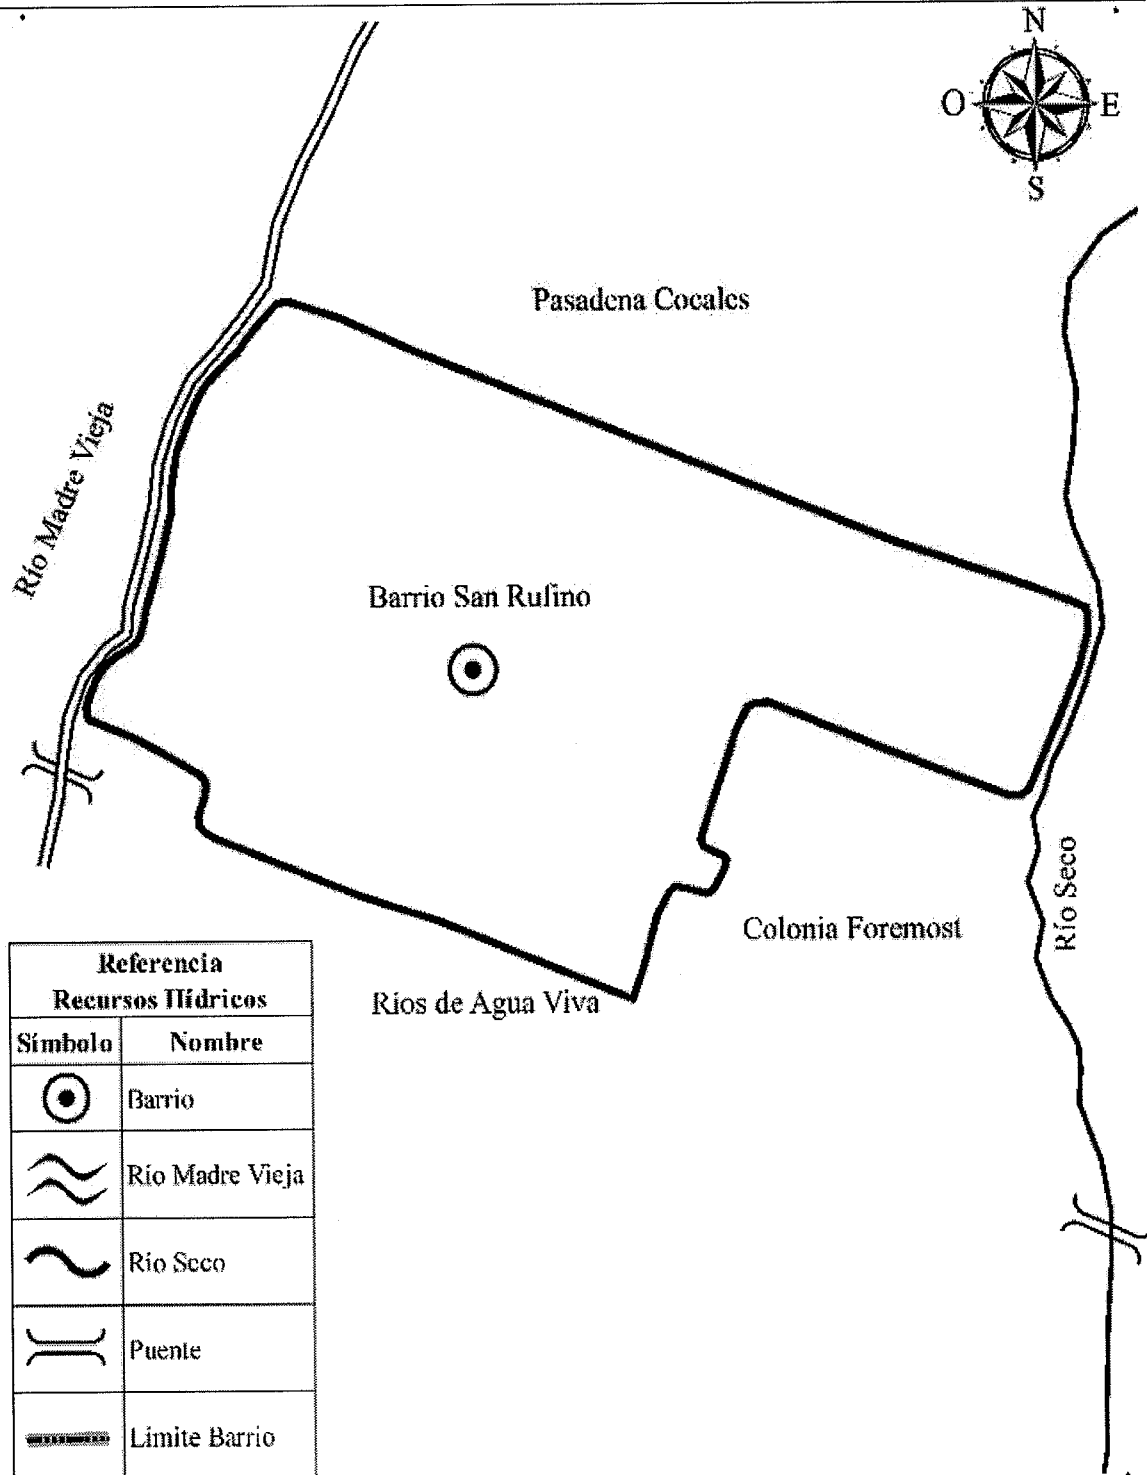 N
O
E
S
Pasadena Cocales
Río Madre Vieja
Barrio San Rufino
Río Seco
Colonia Foremost
Ríos de Agua Viva
Referencia
Recursos Hídricos
Símbolo Nombre
Barrio
Río Madre Vieja
Río Seco
Puente
Límite Barrio